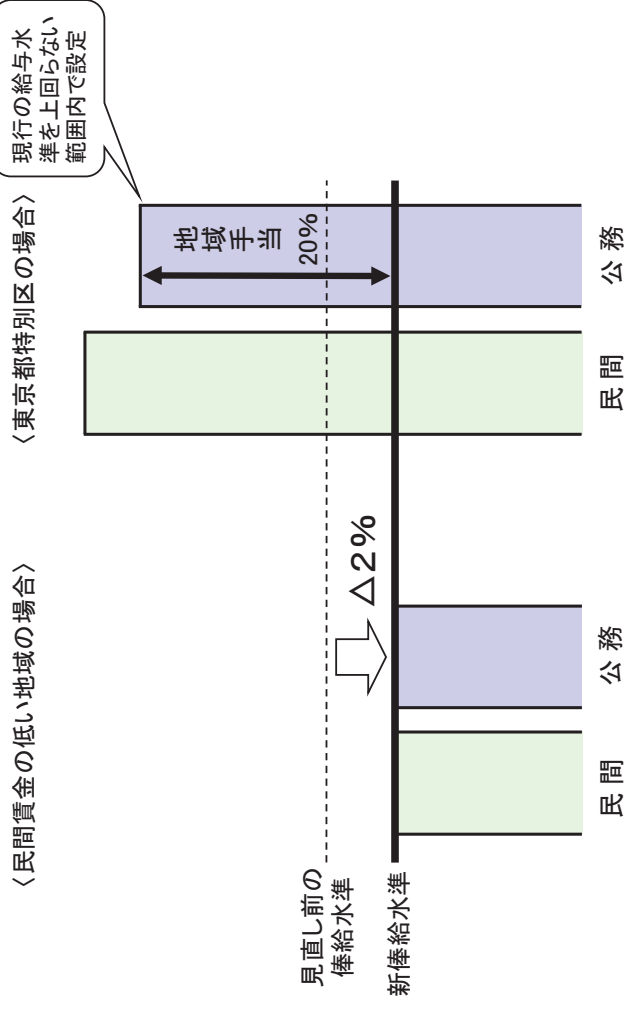 〈民間賃金の低い地域の場合〉
〈東京都特別区の場合〉
現行の給与水
準を上回らない
範囲内で設定
見直し前の
俸給水準
新俸給水準
△2%
地域手当
20%
民間
公務
民間
公務